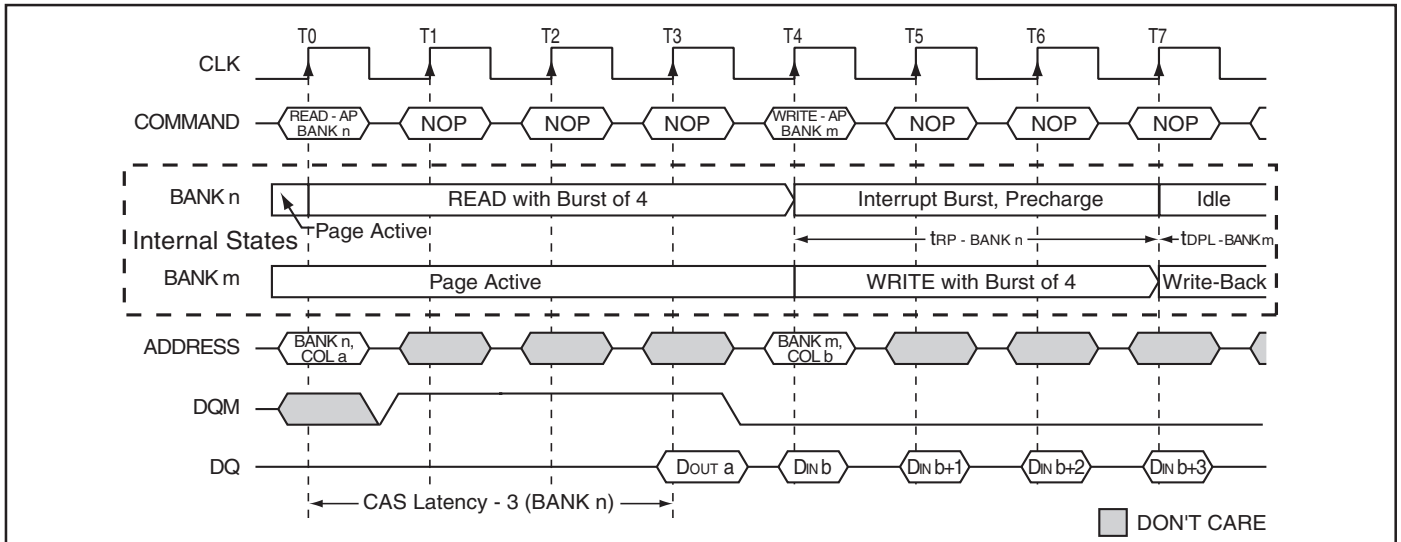 T0 T1 T2 T3 T4 T5 T6 T7
CLK
COMMAND READ - AP BANK n NOP NOP NOP WRITE - AP BANK m NOP NOP NOP
BANK n READ with Burst of 4 Interrupt Burst, Precharge Idle
Page Active
Internal States tRP - BANK n tDPL - BANK m
BANK m Page Active WRITE with Burst of 4 Write-Back
ADDRESS BANK n, COL a BANK m, COL b
DQM
DQ DOUT a DIN b DIN b+1 DIN b+2 DIN b+3
CAS Latency - 3 (BANK n)
DON'T CARE